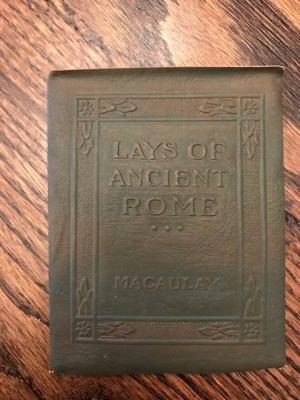 LAYS OF
ANCIENT
ROME
MACAULAY